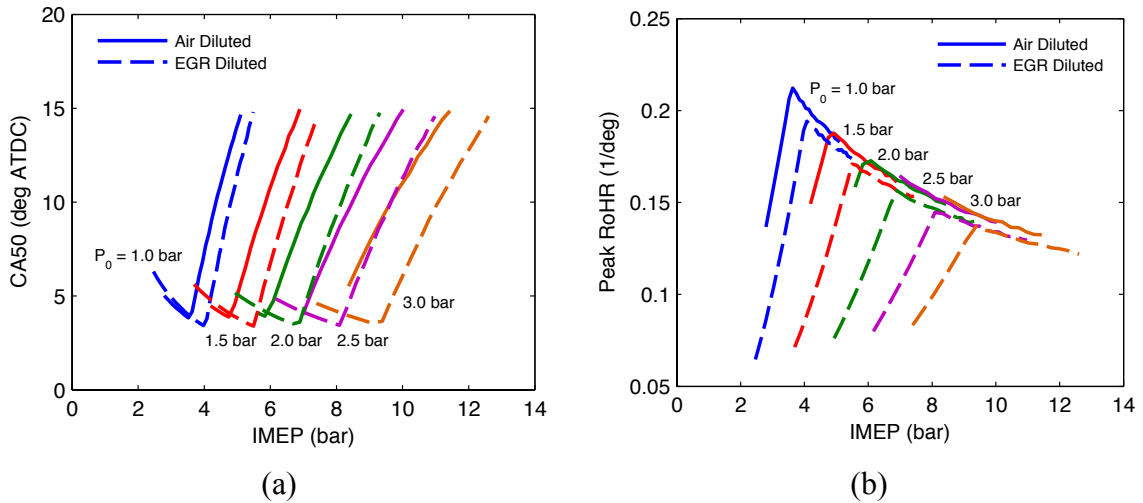 20
15
10
5
0
CA50 (deg ATDC)
Air Diluted
EGR Diluted
P0 = 1.0 bar
1.5 bar
2.0 bar
2.5 bar
3.0 bar
0 2 4 6 8 10 12 14
IMEP (bar)
(a)
0.25
0.2
0.15
0.1
0.05
Peak RoHR (1/deg)
Air Diluted
EGR Diluted
P0 = 1.0 bar
1.5 bar
2.0 bar
2.5 bar
3.0 bar
0 2 4 6 8 10 12 14
IMEP (bar)
(b)